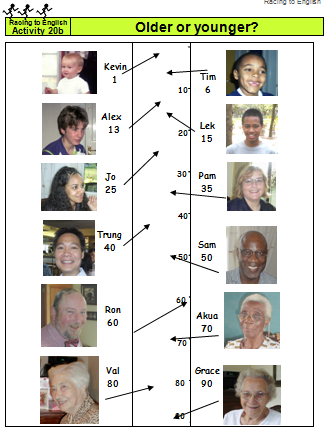 Racing to English
Racing to English
Activity 20b
Older or younger?
Kevin
1
Tim
6
10
Alex
13
Lek
15
20
Jo
25
30
Pam
35
40
Trung
40
Sam
50
50
60
Ron
60
Akua
70
70
Val
80
80
Grace
90
90